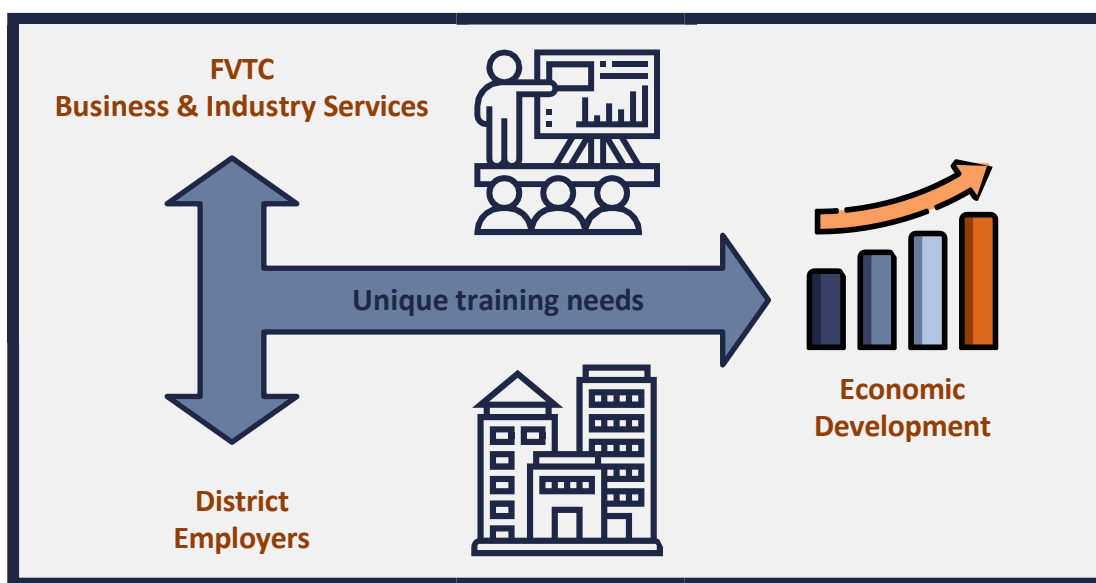 FVTC
Business & Industry Services
Unique training needs
Economic
Development
District
Employers